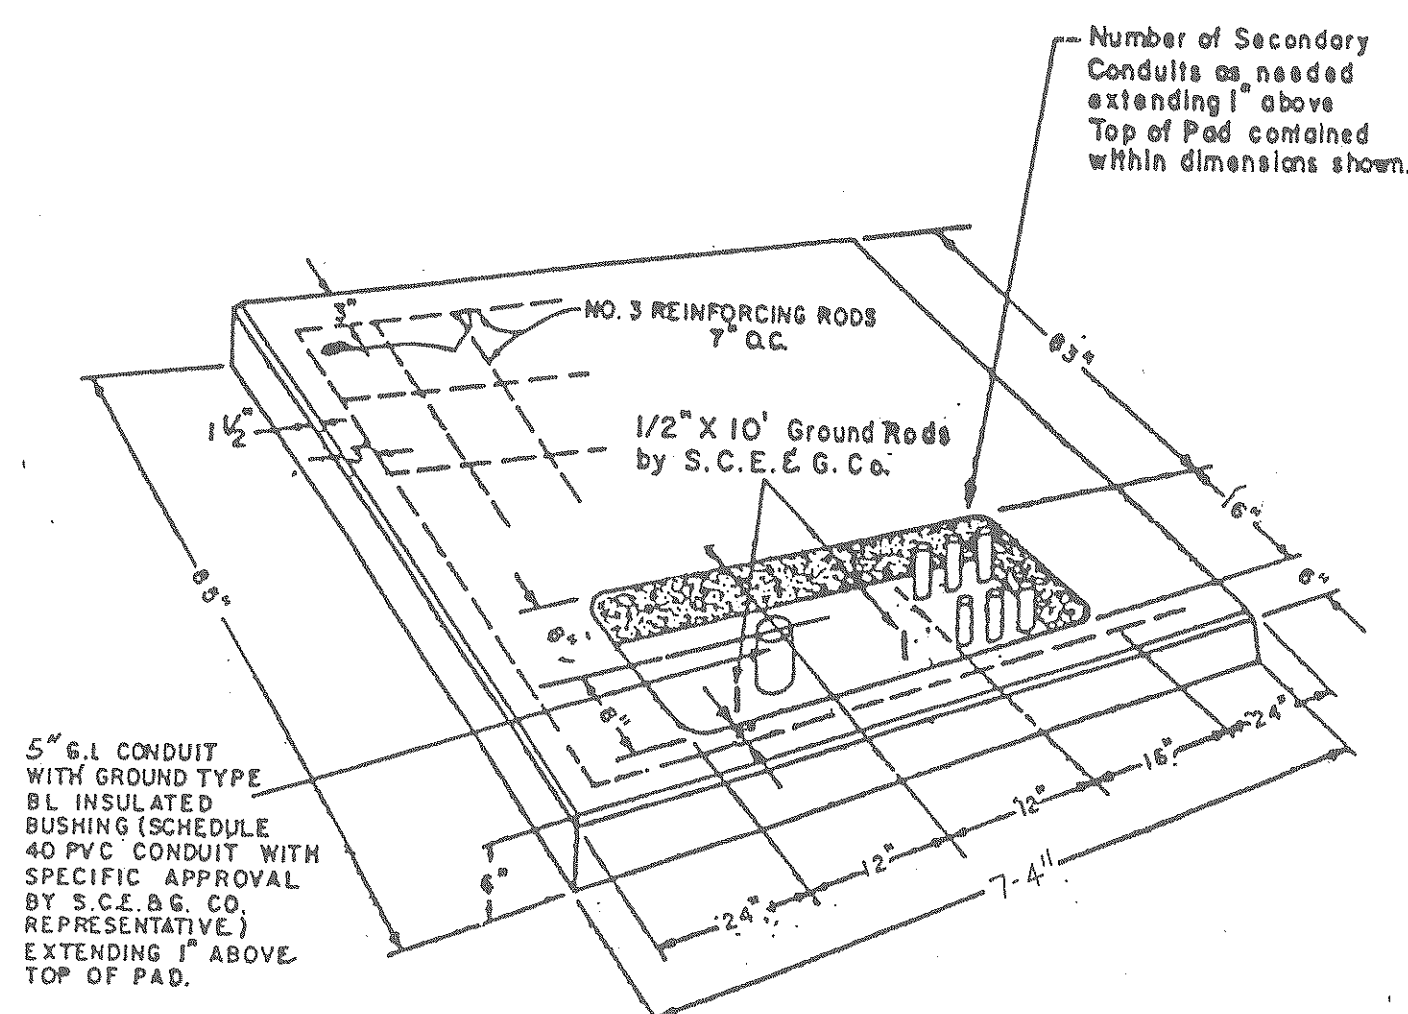 Number of Secondary
Conduits as needed
extending 1" above
Top of Pad contained
within dimensions shown.
3"
NO. 3 REINFORCING RODS
7" O.C.
1 1/2"
1/2" X 10' Ground Rods
by S.C.E.& G. Co.
16"
6"
8"
5" G.I. CONDUIT
WITH GROUND TYPE
BL INSULATED
BUSHING (SCHEDULE
40 PVC CONDUIT WITH
SPECIFIC APPROVAL
BY S.C.E.&G. CO.
REPRESENTATIVE)
EXTENDING 1" ABOVE
TOP OF PAD.
6"
24"
12"
12"
16"
24"
7-4"